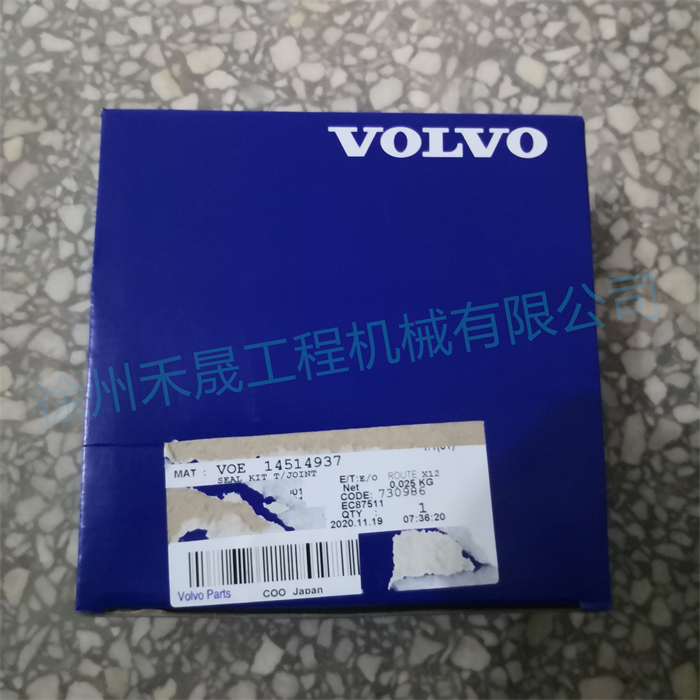 VOLVO
徐州禾晟工程机械有限公司
MAT : VOE 14514937
SEAL KIT T/JOINT
E/T:E/O ROUTE X12
Net 0,025 KG
CODE: 730986
EC87511
QTY : 1
2020.11.19 07:36:20
Volvo Parts COO Japan